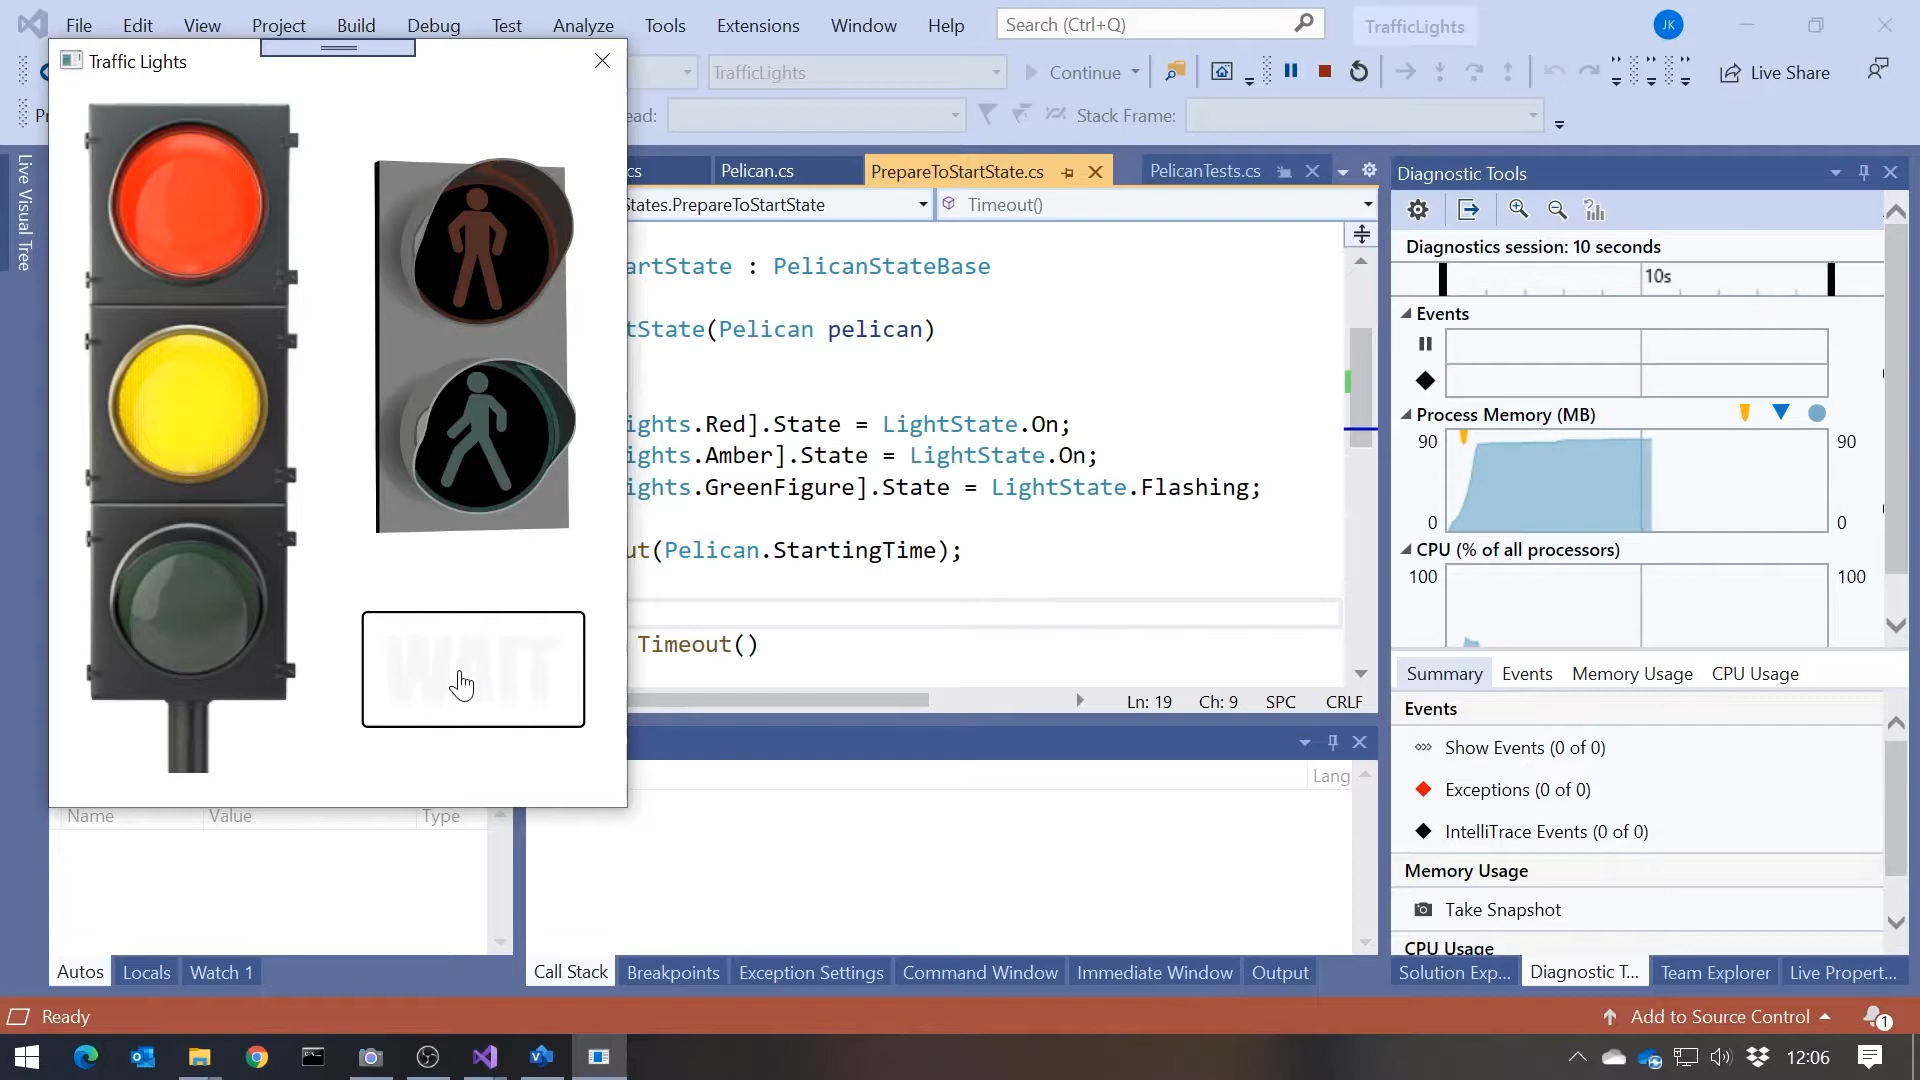 File Edit View Project Build Debug Test Analyze Tools Extensions Window Help Search (Ctrl+Q) TrafficLights JK
Traffic Lights
TrafficLights Continue Live Share
ead: Stack Frame:
Live Visual Tree
cs Pelican.cs PrepareToStartState.cs PelicanTests.cs
States.PrepareToStartState Timeout()
artState : PelicanStateBase
tState(Pelican pelican)
ights.Red].State = LightState.On;
ights.Amber].State = LightState.On;
ights.GreenFigure].State = LightState.Flashing;
ut(Pelican.StartingTime);
Timeout()
WAIT
Ln: 19 Ch: 9 SPC CRLF
Diagnostic Tools
Diagnostics session: 10 seconds
10s
Events
Process Memory (MB)
90 90
0 0
CPU (% of all processors)
100 100
Summary Events Memory Usage CPU Usage
Events
Show Events (0 of 0)
Exceptions (0 of 0)
IntelliTrace Events (0 of 0)
Memory Usage
Take Snapshot
CPU Usage
Lang
Name Value Type
Autos Locals Watch 1
Call Stack Breakpoints Exception Settings Command Window Immediate Window Output
Solution Exp... Diagnostic T... Team Explorer Live Propert...
Ready Add to Source Control 1
12:06